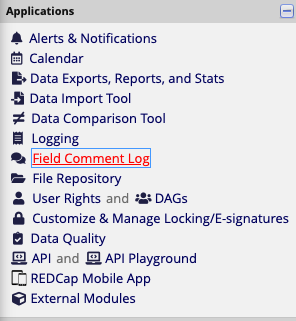 Applications
Alerts & Notifications
Calendar
Data Exports, Reports, and Stats
Data Import Tool
Data Comparison Tool
Logging
Field Comment Log
File Repository
User Rights and DAGs
Customize & Manage Locking/E-signatures
Data Quality
API and API Playground
REDCap Mobile App
External Modules